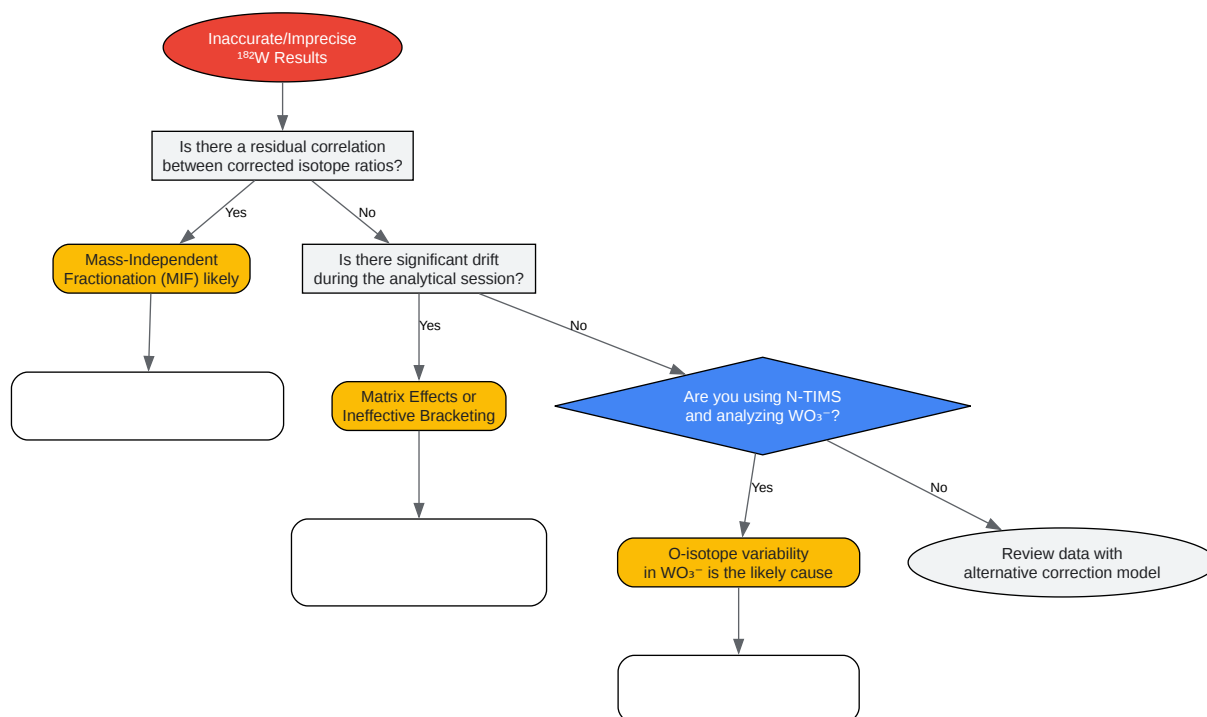 Inaccurate/Imprecise
¹⁸²W Results
Is there a residual correlation
between corrected isotope ratios?
Yes
No
Mass-Independent
Fractionation (MIF) likely
Is there significant drift
during the analytical session?
Yes
No
Matrix Effects or
Ineffective Bracketing
Are you using N-TIMS
and analyzing WO₃⁻?
Yes
No
O-isotope variability
in WO₃⁻ is the likely cause
Review data with
alternative correction model